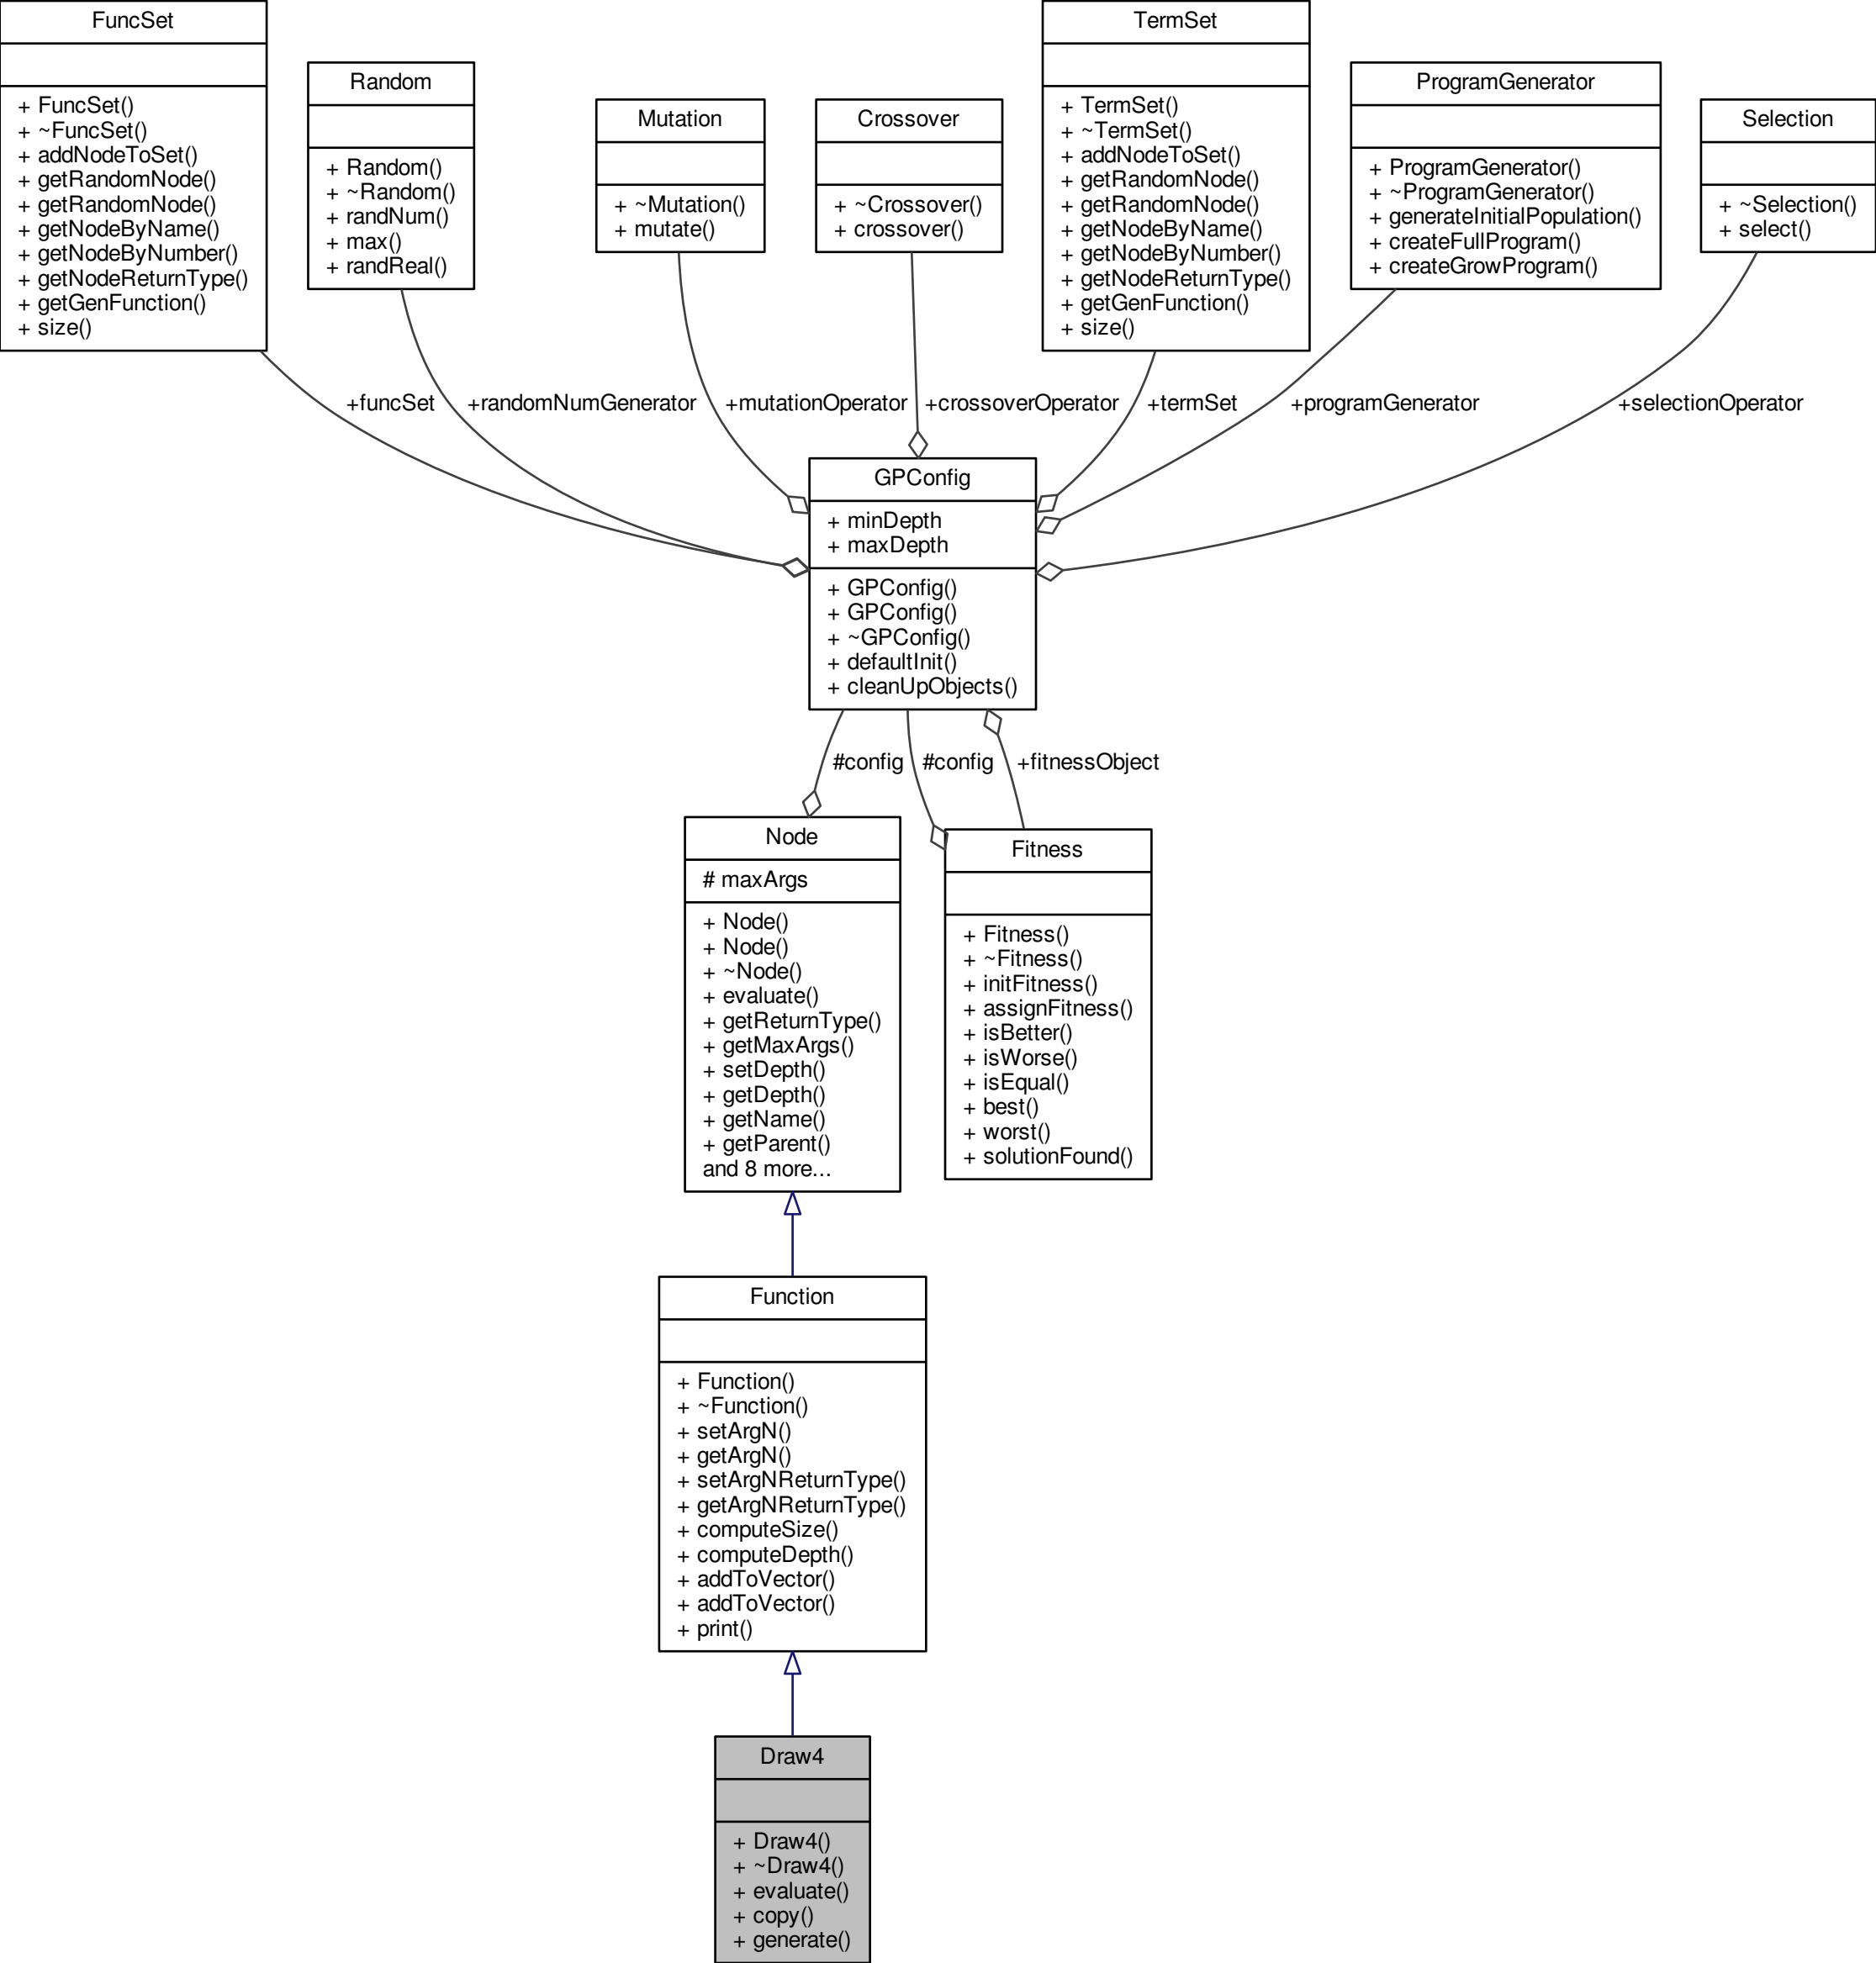 FuncSet
+ FuncSet()
+ ~FuncSet()
+ addNodeToSet()
+ getRandomNode()
+ getRandomNode()
+ getNodeByName()
+ getNodeByNumber()
+ getNodeReturnType()
+ getGenFunction()
+ size()
Random
+ Random()
+ ~Random()
+ randNum()
+ max()
+ randReal()
Mutation
+ ~Mutation()
+ mutate()
Crossover
+ ~Crossover()
+ crossover()
TermSet
+ TermSet()
+ ~TermSet()
+ addNodeToSet()
+ getRandomNode()
+ getRandomNode()
+ getNodeByName()
+ getNodeByNumber()
+ getNodeReturnType()
+ getGenFunction()
+ size()
ProgramGenerator
+ ProgramGenerator()
+ ~ProgramGenerator()
+ generateInitialPopulation()
+ createFullProgram()
+ createGrowProgram()
Selection
+ ~Selection()
+ select()
+funcSet
+randomNumGenerator
+mutationOperator
+crossoverOperator
+termSet
+programGenerator
+selectionOperator
GPConfig
+ minDepth
+ maxDepth
+ GPConfig()
+ GPConfig()
+ ~GPConfig()
+ defaultInit()
+ cleanUpObjects()
#config
#config
+fitnessObject
Node
# maxArgs
+ Node()
+ Node()
+ ~Node()
+ evaluate()
+ getReturnType()
+ getMaxArgs()
+ setDepth()
+ getDepth()
+ getName()
+ getParent()
and 8 more...
Fitness
+ Fitness()
+ ~Fitness()
+ initFitness()
+ assignFitness()
+ isBetter()
+ isWorse()
+ isEqual()
+ best()
+ worst()
+ solutionFound()
Function
+ Function()
+ ~Function()
+ setArgN()
+ getArgN()
+ setArgNReturnType()
+ getArgNReturnType()
+ computeSize()
+ computeDepth()
+ addToVector()
+ addToVector()
+ print()
Draw4
+ Draw4()
+ ~Draw4()
+ evaluate()
+ copy()
+ generate()